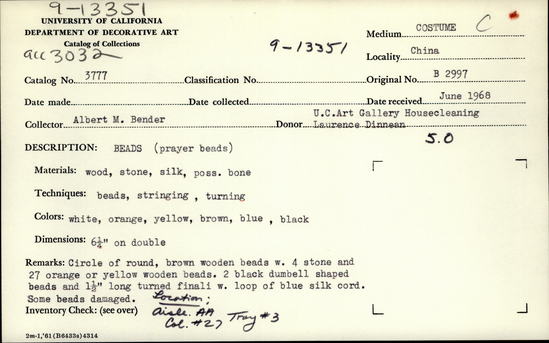 9-13351
UNIVERSITY OF CALIFORNIA
DEPARTMENT OF DECORATIVE ART
Catalog of Collections
acc 3032
9-13351
Medium COSTUME C
Locality China
Catalog No. 3777 Classification No. Original No. B 2997
Date made Date collected Date received June 1968
Collector Albert M. Bender Donor U.C.Art Gallery Housecleaning
Laurence Dinnean
5.0
DESCRIPTION: BEADS (prayer beads)
Materials: wood, stone, silk, poss. bone
Techniques: beads, stringing , turning
Colors: white, orange, yellow, brown, blue , black
Dimensions: 6¼" on double
Remarks: Circle of round, brown wooden beads w. 4 stone and
27 orange or yellow wooden beads. 2 black dumbell shaped
beads and 1½" long turned finali w. loop of blue silk cord.
Some beads damaged. Location:
Inventory Check: (see over) Aisle. AA
Col. #27 Tray #3
2m-1,'61 (B6433s) 4314